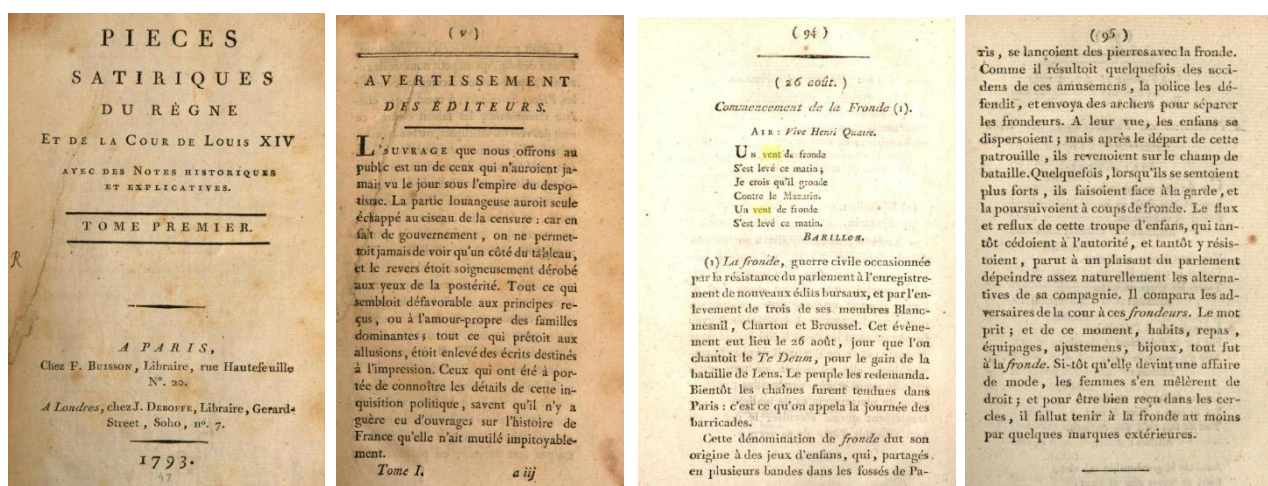 PIECES
SATIRIQUES
DU RÈGNE
ET DE LA COUR DE LOUIS XIV
AVEC DES NOTES HISTORIQUES
ET EXPLICATIVES.
TOME PREMIER.
R
A PARIS,
Chez F. BUISSON, Libraire, rue Hautefeuille
N°. 20.
A Londres, chez J. DEBOFFE, Libraire, Gerard-
Street, Soho, n°. 7.
1793.
( v )
AVERTISSEMENT
DES ÉDITEURS.
L'OUVRAGE que nous offrons au
public est un de ceux qui n'auroient ja-
mais vu le jour sous l'empire du despo-
tisme. La partie louangeuse auroit seule
échappé au ciseau de la censure : car en
fait de gouvernement, on ne permet-
toit jamais de voir qu'un côté du tableau,
et le revers étoit soigneusement dérobé
aux yeux de la postérité. Tout ce qui
sembloit défavorable aux principes re-
çus, ou à l'amour-propre des familles
dominantes ; tout ce qui prêtoit aux
allusions, étoit enlevé des écrits destinés
à l'impression. Ceux qui ont été à por-
tée de connoître les détails de cette in-
quisition politique, savent qu'il n'y a
guère eu d'ouvrages sur l'histoire de
France qu'elle n'ait mutilé impitoyable-
ment.
Tome I. a iij
( 94 )
( 26 août. )
Commencement de la Fronde (1).
AIR : Vive Henri Quatre.
UN vent de fronde
S'est levé ce matin ;
Je crois qu'il gronde
Contre le Mazarin.
Un vent de fronde
S'est levé ce matin.
BARILLON.
(1) La fronde, guerre civile occasionnée
par la résistance du parlement à l'enregistre-
ment de nouveaux édits bursaux, et par l'en-
levement de trois de ses membres Blanc-
mesnil, Charton et Broussel. Cet évène-
ment eut lieu le 26 août, jour que l'on
chantoit le Te Deum, pour le gain de la
bataille de Lens. Le peuple les redemanda.
Bientôt les chaînes furent tendues dans
Paris : c'est ce qu'on appela la journée des
barricades.
Cette dénomination de fronde dut son
origine à des jeux d'enfans, qui, partagés
en plusieurs bandes dans les fossés de Pa-
( 95 )
ris, se lançoient des pierres avec la fronde.
Comme il résultoit quelquefois des acci-
dens de ces amusemens, la police les dé-
fendit, et envoya des archers pour séparer
les frondeurs. A leur vue, les enfans se
dispersoient ; mais après le départ de cette
patrouille, ils revenoient sur le champ de
bataille. Quelquefois, lorsqu'ils se sentoient
plus forts, ils faisoient face à la garde, et
la poursuivoient à coups de fronde. Le flux
et reflux de cette troupe d'enfans, qui tan-
tôt cédoient à l'autorité, et tantôt y résis-
toient, parut à un plaisant du parlement
dépeindre assez naturellement les alterna-
tives de sa compagnie. Il compara les ad-
versaires de la cour à ces frondeurs. Le mot
prit ; et de ce moment, habits, repas,
équipages, ajustemens, bijoux, tout fut
à la fronde. Si-tôt qu'elle devint une affaire
de mode, les femmes s'en mêlèrent de
droit ; et pour être bien reçu dans les cer-
cles, il fallut tenir à la fronde au moins
par quelques marques extérieures.